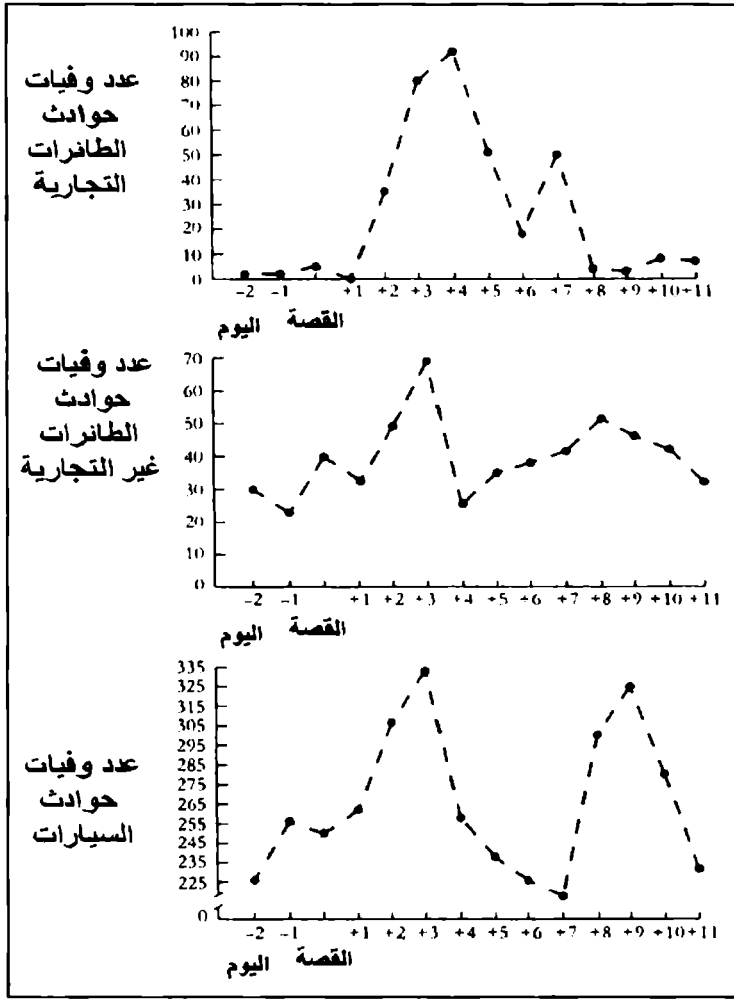 عدد وفيات
حوادث
الطائرات
التجارية
100
90
80
70
60
50
40
30
20
10
0
-2 -1 +1 +2 +3 +4 +5 +6 +7 +8 +9 +10 +11
اليوم القصة
عدد وفيات
حوادث
الطائرات
غير التجارية
70
60
50
40
30
20
10
0
-2 -1 +1 +2 +3 +4 +5 +6 +7 +8 +9 +10 +11
اليوم القصة
عدد وفيات
حوادث
السيارات
335
325
315
305
295
285
275
265
255
245
235
225
0
-2 -1 +1 +2 +3 +4 +5 +6 +7 +8 +9 +10 +11
اليوم القصة